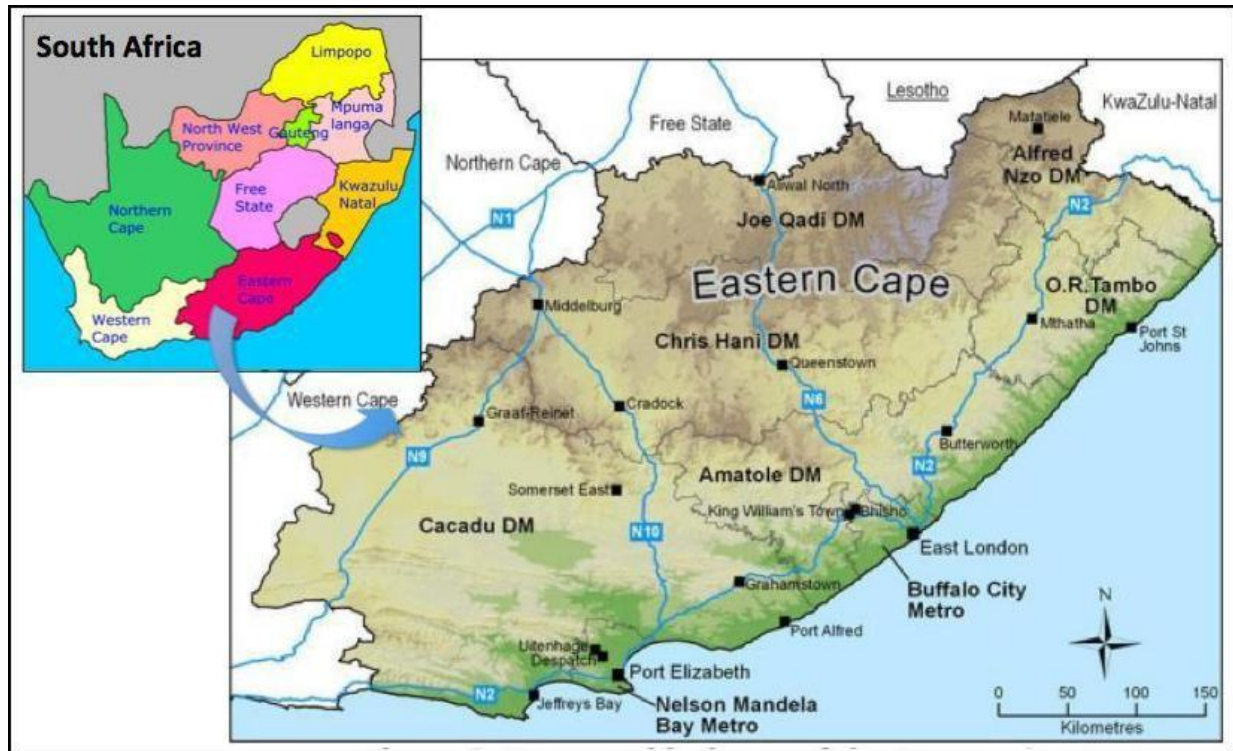 South Africa
Limpopo
Mpuma
langa
North West
Province
Gauteng
Free
State
Kwazulu
Natal
Northern
Cape
Eastern
Cape
Western
Cape
Lesotho
KwaZulu-Natal
Free State
Northern Cape
Western Cape
N1
Matatiele
Alfred
Nzo DM
Aliwal North
N2
Joe Qadi DM
Eastern Cape
O.R.Tambo
DM
Middelburg
Mthatha
Port St
Johns
Chris Hani DM
Queenstown
Graaf-Reinet
Cradock
N6
Butterworth
N9
N2
Amatole DM
Somerset East
King William's Town
Bhisho
Cacadu DM
N10
East London
Grahamstown
Buffalo City
Metro
N
Port Alfred
Uitenhage
Despatch
Port Elizabeth
N2
Jeffreys Bay
Nelson Mandela
Bay Metro
0 50 100 150
Kilometres